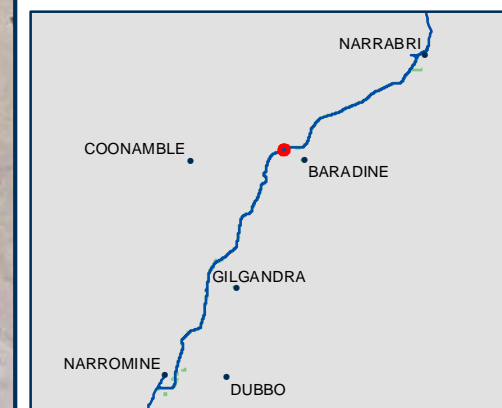 NARRABRI
COONAMBLE
BARADINE
GILGANDRA
NARROMINE
DUBBO